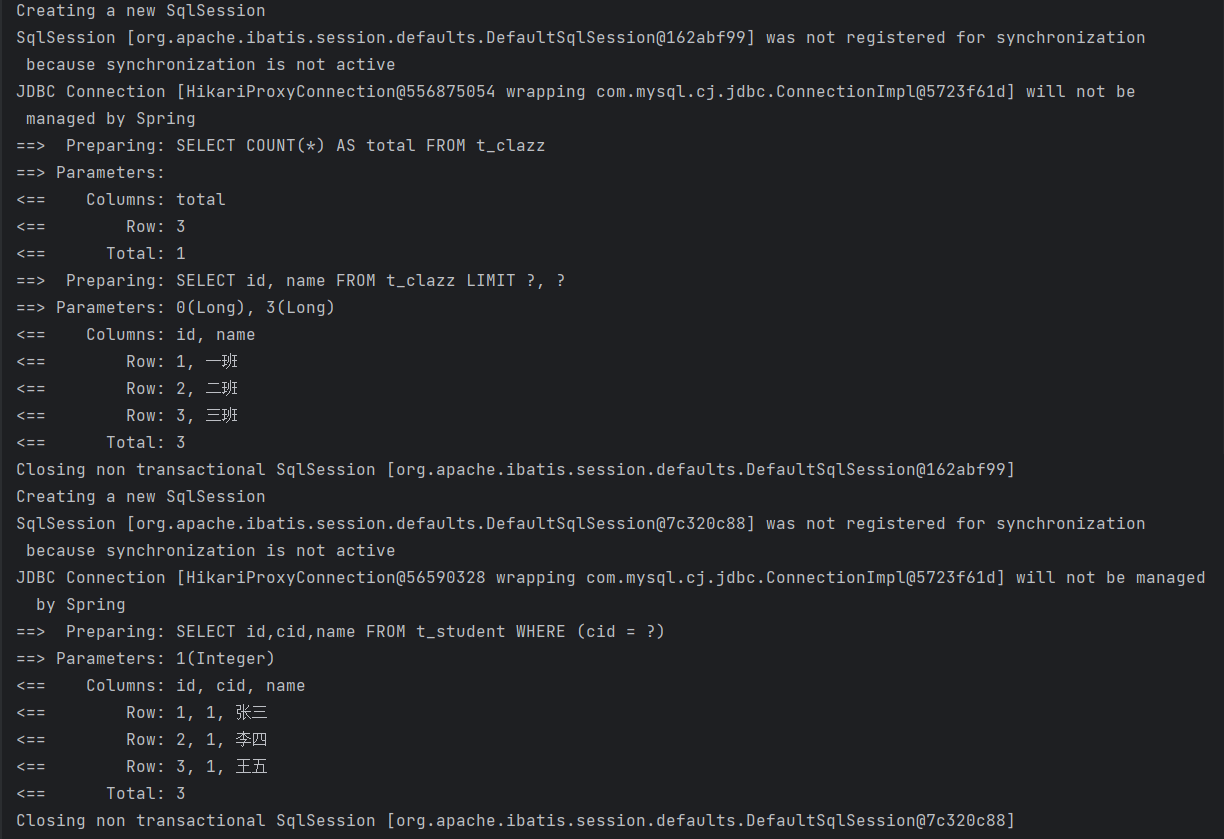 Creating a new SqlSession
SqlSession [org.apache.ibatis.session.defaults.DefaultSqlSession@162abf99] was not registered for synchronization
because synchronization is not active
JDBC Connection [HikariProxyConnection@556875054 wrapping com.mysql.cj.jdbc.ConnectionImpl@5723f61d] will not be
managed by Spring
==>  Preparing: SELECT COUNT(*) AS total FROM t_clazz
==> Parameters:
<==    Columns: total
<==        Row: 3
<==      Total: 1
==>  Preparing: SELECT id, name FROM t_clazz LIMIT ?, ?
==> Parameters: 0(Long), 3(Long)
<==    Columns: id, name
<==        Row: 1, 一班
<==        Row: 2, 二班
<==        Row: 3, 三班
<==      Total: 3
Closing non transactional SqlSession [org.apache.ibatis.session.defaults.DefaultSqlSession@162abf99]
Creating a new SqlSession
SqlSession [org.apache.ibatis.session.defaults.DefaultSqlSession@7c320c88] was not registered for synchronization
because synchronization is not active
JDBC Connection [HikariProxyConnection@56590328 wrapping com.mysql.cj.jdbc.ConnectionImpl@5723f61d] will not be managed
by Spring
==>  Preparing: SELECT id,cid,name FROM t_student WHERE (cid = ?)
==> Parameters: 1(Integer)
<==    Columns: id, cid, name
<==        Row: 1, 1, 张三
<==        Row: 2, 1, 李四
<==        Row: 3, 1, 王五
<==      Total: 3
Closing non transactional SqlSession [org.apache.ibatis.session.defaults.DefaultSqlSession@7c320c88]